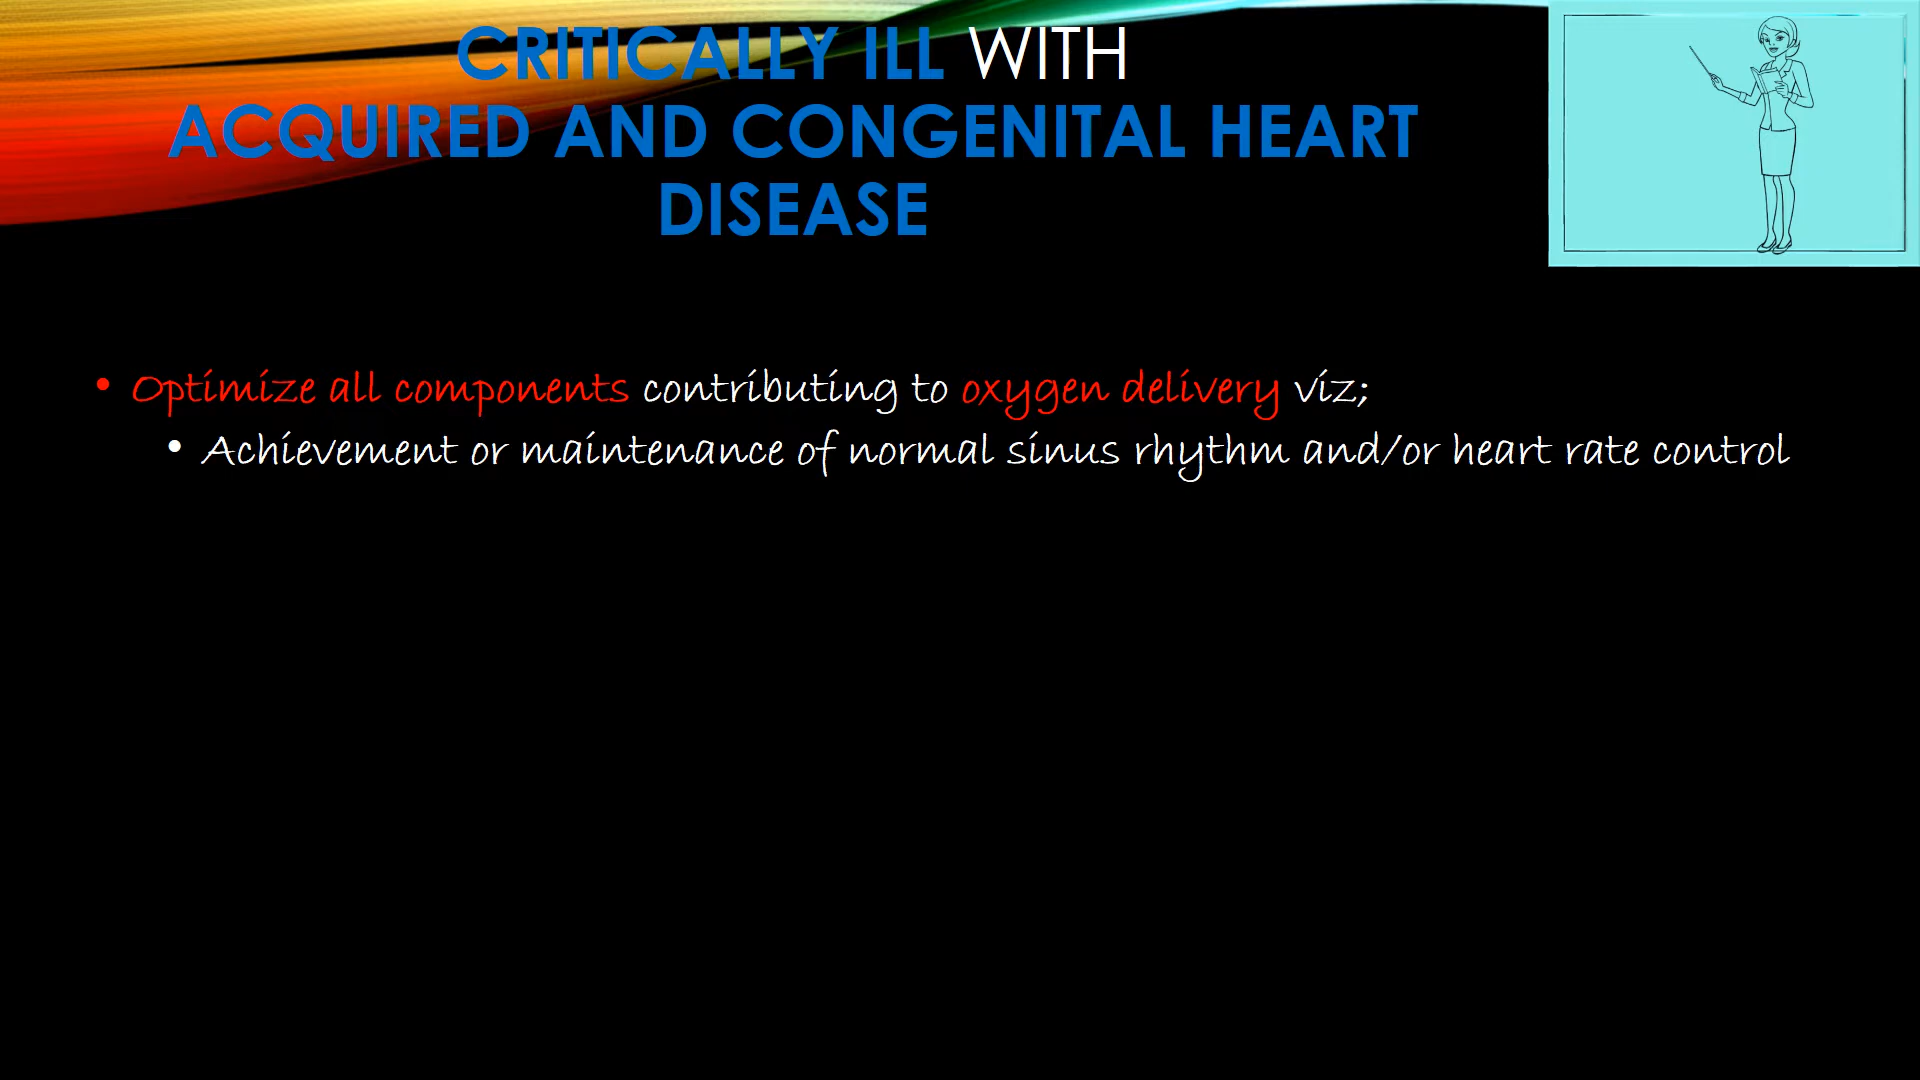 CRITICALLY ILL WITH
ACQUIRED AND CONGENITAL HEART
DISEASE
• Optimize all components contributing to oxygen delivery viz;
• Achievement or maintenance of normal sinus rhythm and/or heart rate control